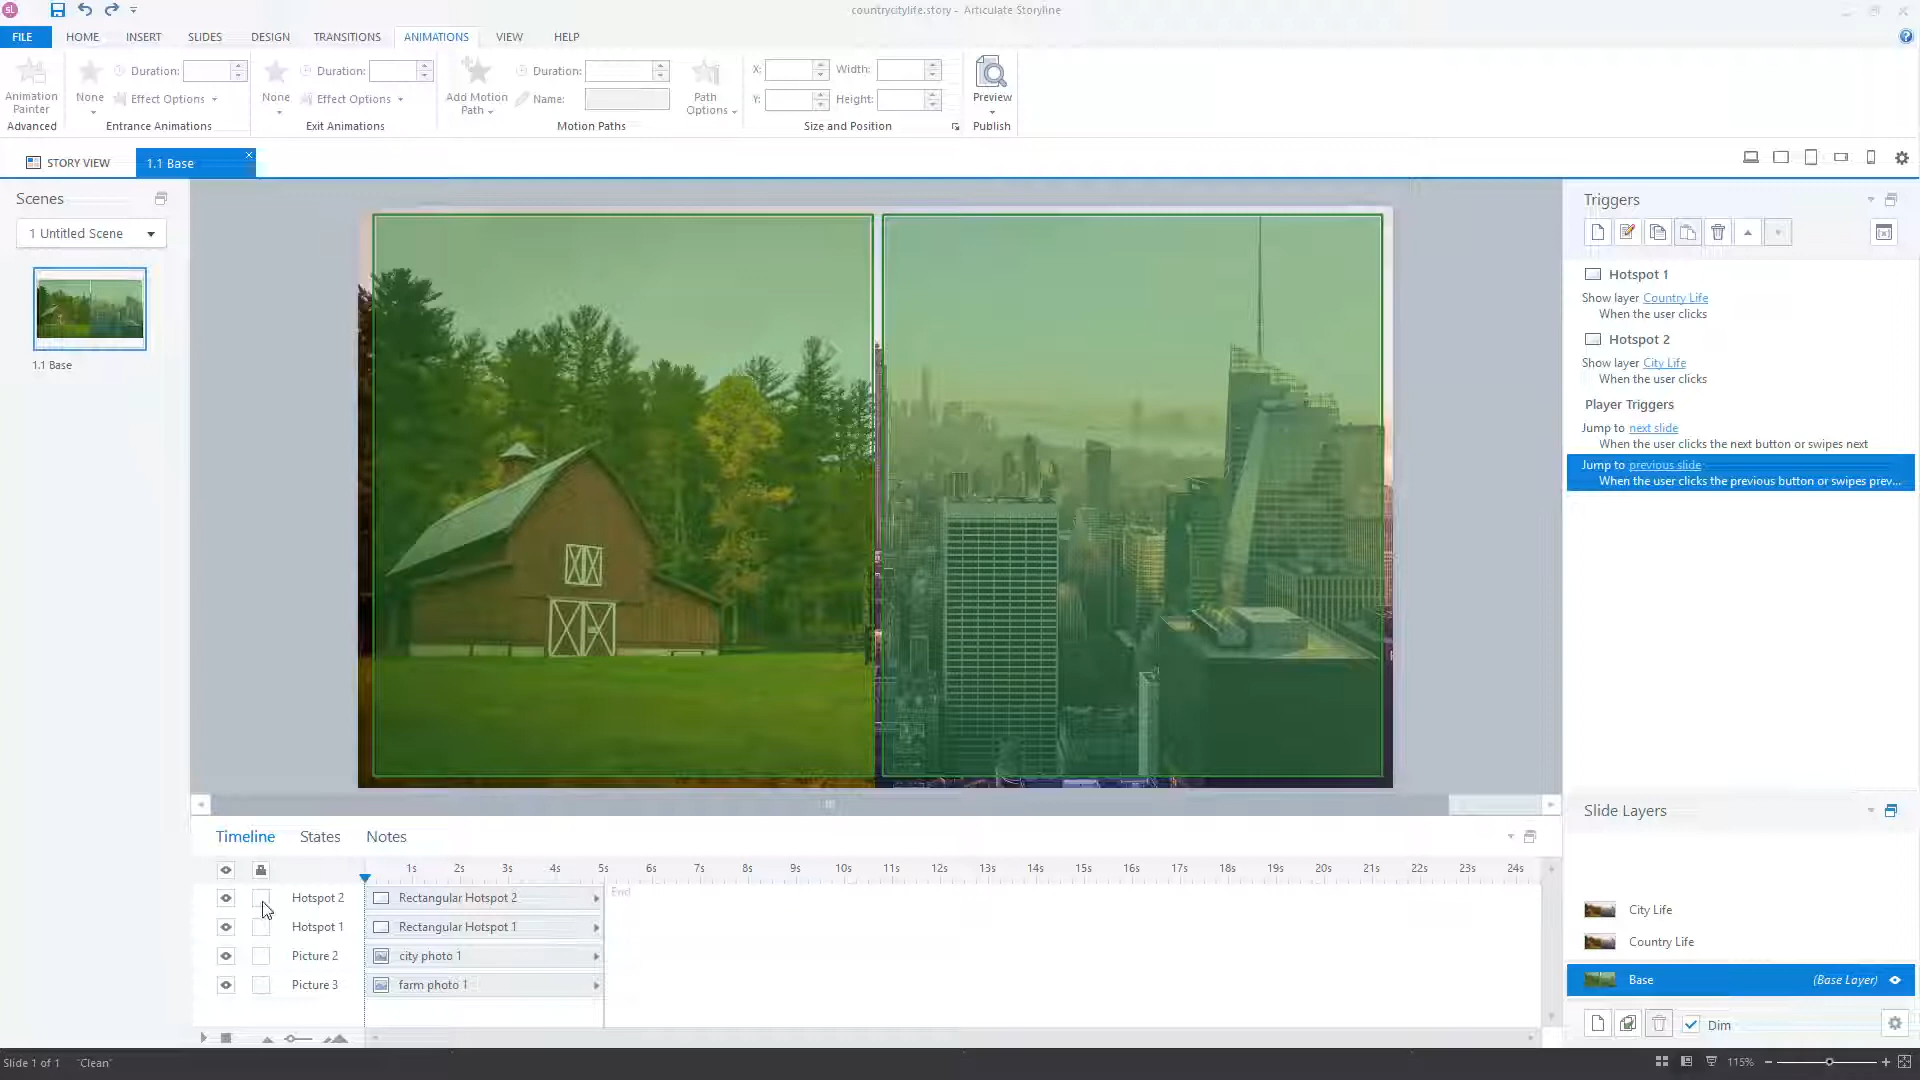 countrycitylife.story - Articulate Storyline
FILE HOME INSERT SLIDES DESIGN TRANSITIONS ANIMATIONS VIEW HELP
Animation Painter
Advanced
None
Duration:
Effect Options
Entrance Animations
None
Duration:
Effect Options
Exit Animations
Add Motion Path
Duration:
Name:
Path Options
Motion Paths
X: Width:
Y: Height:
Size and Position
Preview
Publish
STORY VIEW
1.1 Base
Scenes
1 Untitled Scene
1.1 Base
Triggers
Hotspot 1
Show layer Country Life
When the user clicks
Hotspot 2
Show layer City Life
When the user clicks
Player Triggers
Jump to next slide
When the user clicks the next button or swipes next
Jump to previous slide
When the user clicks the previous button or swipes prev...
Timeline States Notes
1s 2s 3s 4s 5s 6s 7s 8s 9s 10s 11s 12s 13s 14s 15s 16s 17s 18s 19s 20s 21s 22s 23s 24s
End
Hotspot 2 Rectangular Hotspot 2
Hotspot 1 Rectangular Hotspot 1
Picture 2 city photo 1
Picture 3 farm photo 1
Slide Layers
City Life
Country Life
Base (Base Layer)
Dim
Slide 1 of 1 "Clean"
115%